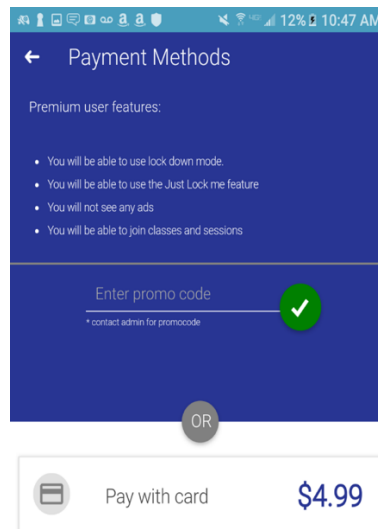 12% 10:47 AM
Payment Methods
Premium user features:
• You will be able to use lock down mode.
• You will be able to use the Just Lock me feature
• You will not see any ads
• You will be able to join classes and sessions
Enter promo code
* contact admin for promocode
OR
Pay with card $4.99